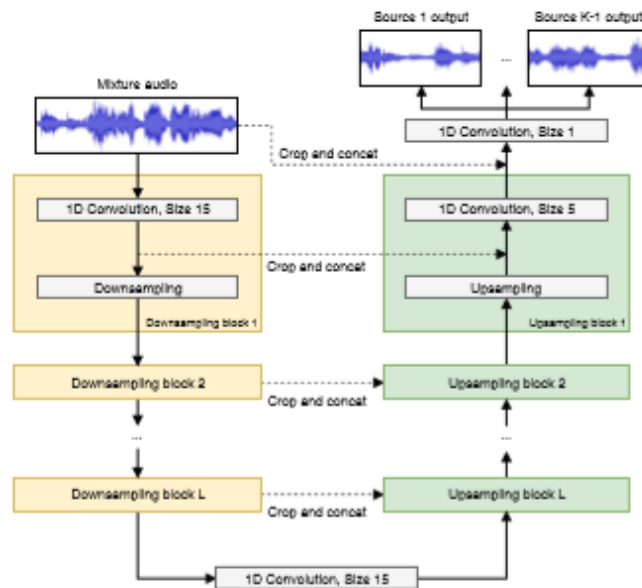 Source 1 output
...
Source K-1 output
Mixture audio
1D Convolution, Size 1
Crop and concat
1D Convolution, Size 15
1D Convolution, Size 5
Crop and concat
Downsampling
Upsampling
Downsampling block 1
Upsampling block 1
Downsampling block 2
Upsampling block 2
Crop and concat
...
...
Downsampling block L
Upsampling block L
Crop and concat
1D Convolution, Size 15